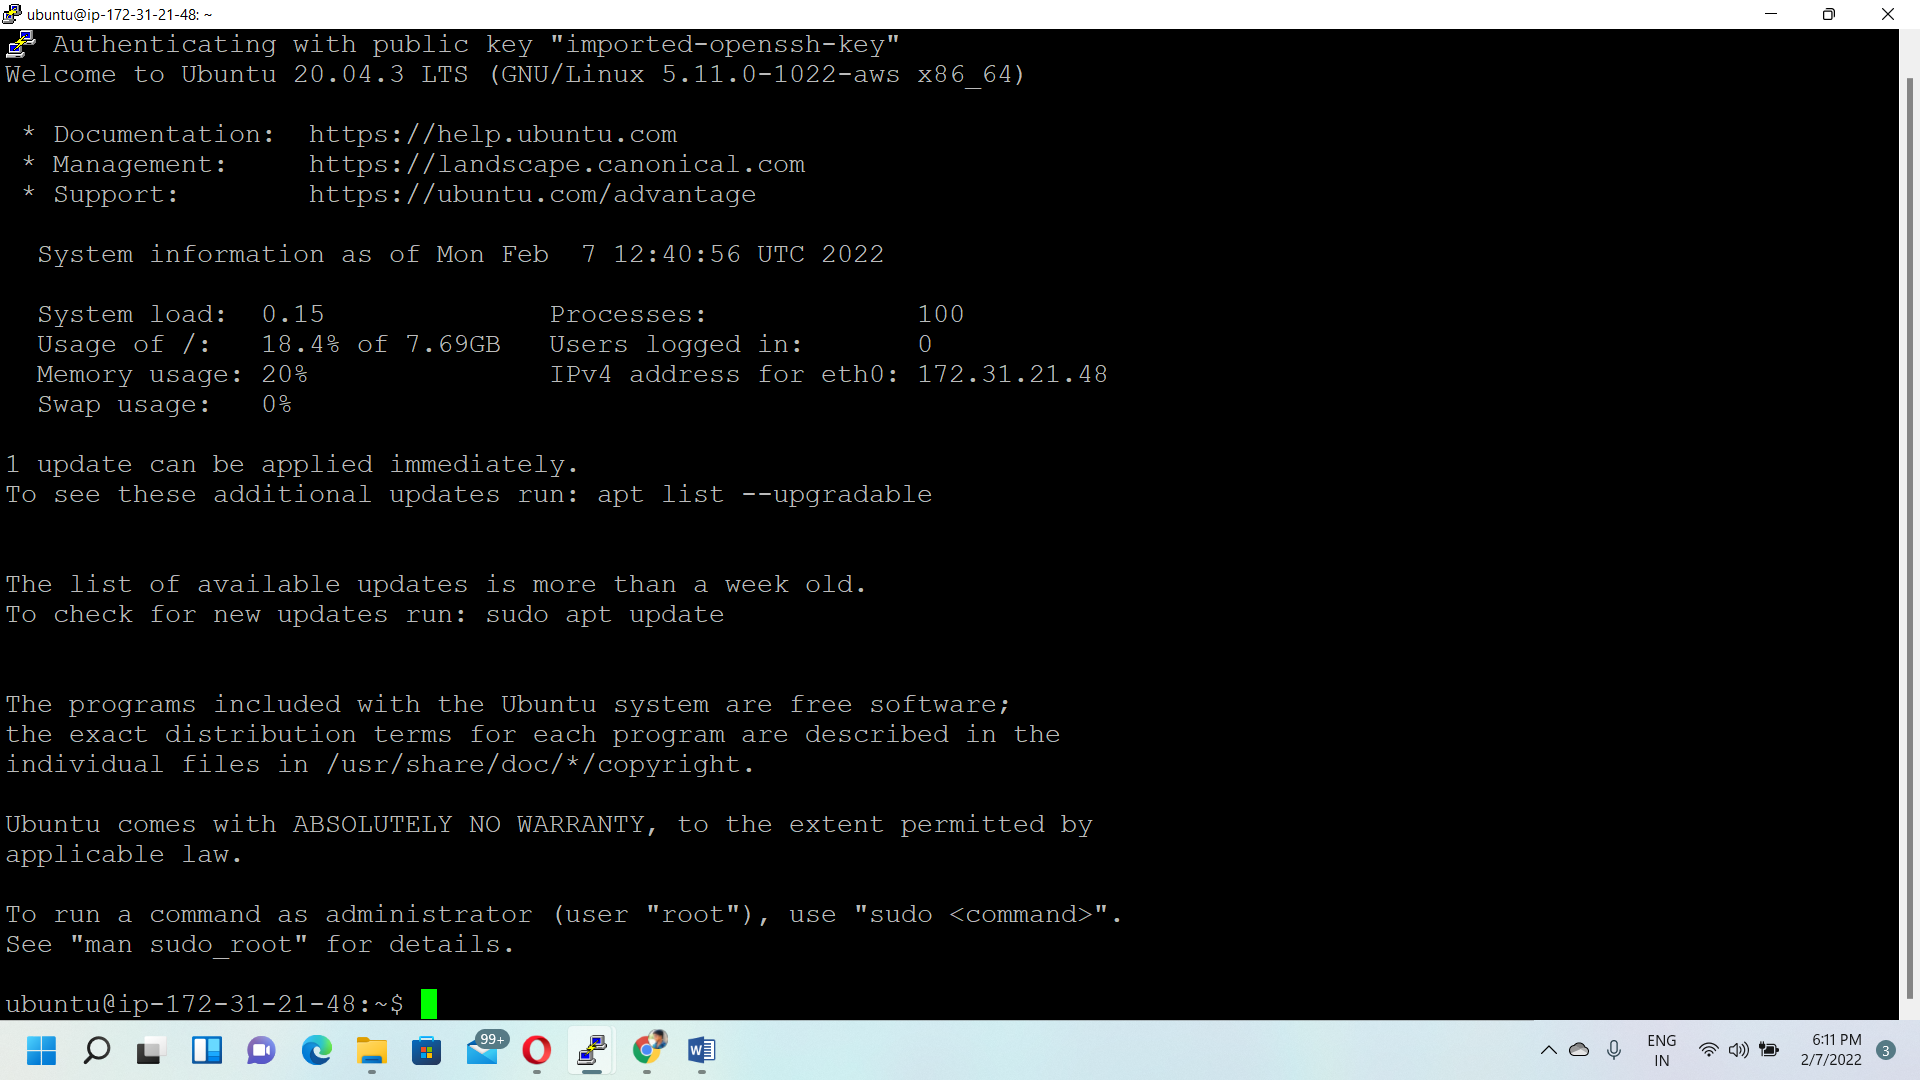 ubuntu@ip-172-31-21-48: ~
Authenticating with public key "imported-openssh-key"
Welcome to Ubuntu 20.04.3 LTS (GNU/Linux 5.11.0-1022-aws x86_64)
* Documentation:  https://help.ubuntu.com
* Management:     https://landscape.canonical.com
* Support:        https://ubuntu.com/advantage
System information as of Mon Feb  7 12:40:56 UTC 2022
System load:  0.15              Processes:             100
Usage of /:   18.4% of 7.69GB   Users logged in:       0
Memory usage: 20%               IPv4 address for eth0: 172.31.21.48
Swap usage:   0%
1 update can be applied immediately.
To see these additional updates run: apt list --upgradable
The list of available updates is more than a week old.
To check for new updates run: sudo apt update
The programs included with the Ubuntu system are free software;
the exact distribution terms for each program are described in the
individual files in /usr/share/doc/*/copyright.
Ubuntu comes with ABSOLUTELY NO WARRANTY, to the extent permitted by
applicable law.
To run a command as administrator (user "root"), use "sudo <command>".
See "man sudo_root" for details.
ubuntu@ip-172-31-21-48:~$
99+
ENG
IN
6:11 PM
2/7/2022
3